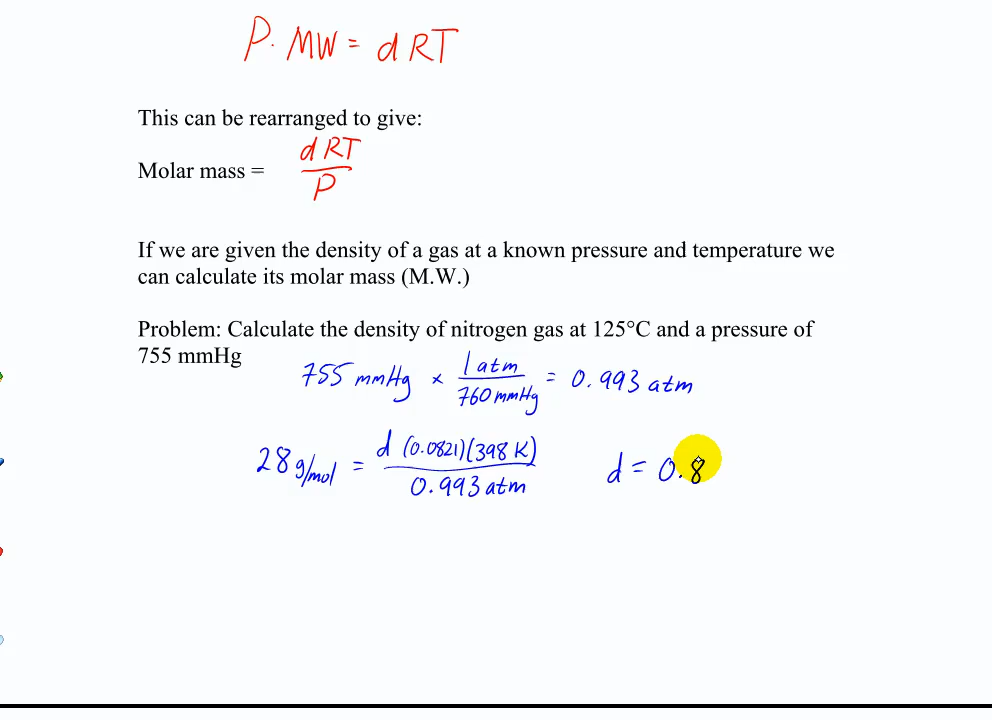 P. MW = dRT
This can be rearranged to give:
Molar mass = dRT / P
If we are given the density of a gas at a known pressure and temperature we
can calculate its molar mass (M.W.)
Problem: Calculate the density of nitrogen gas at 125°C and a pressure of
755 mmHg
755 mmHg × 1 atm / 760 mmHg = 0.993 atm
28 g/mol = d (0.0821)(398 K) / 0.993 atm
d = 0.8